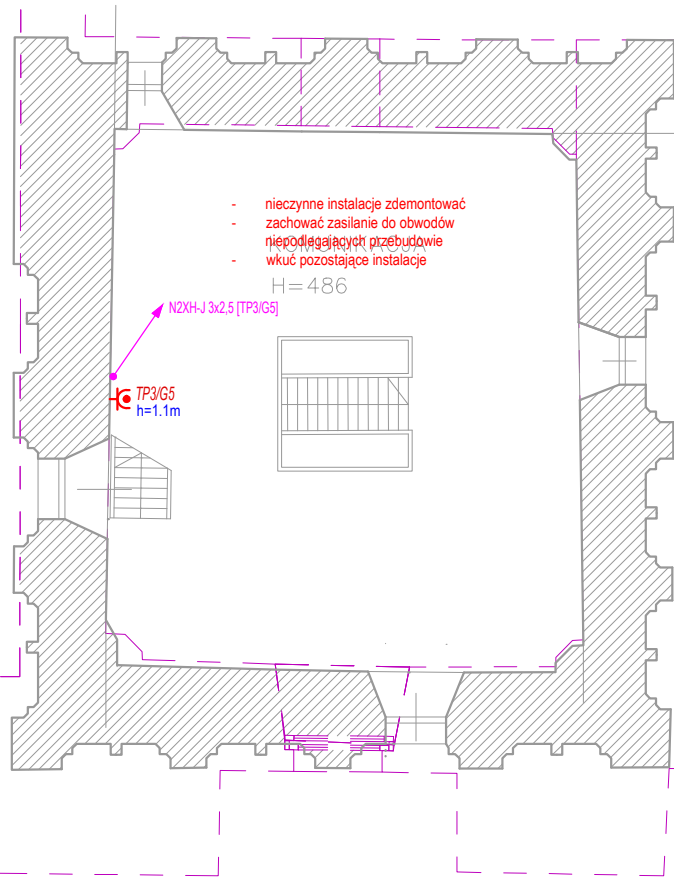 - nieczynne instalacje zdemontować
- zachować zasilanie do obwodów
niepodlegających przebudowie
KOMUNIKACJA
- wkuć pozostające instalacje
H=486
N2XH-J 3x2,5 [TP3/G5]
TP3/G5
h=1.1m